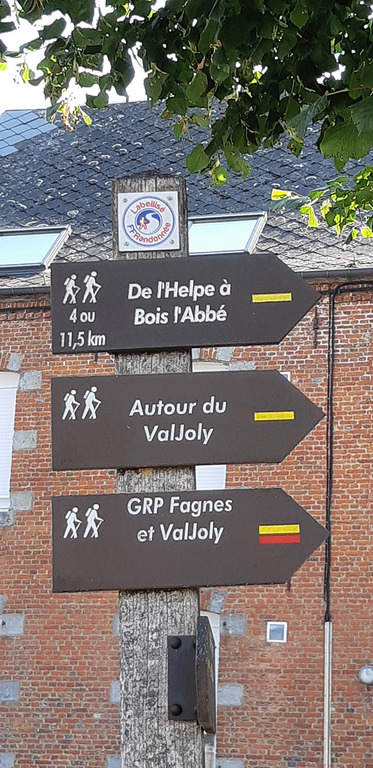 Labellisé
FFRandonnée
De l'Helpe à
Bois l'Abbé
4 ou
11,5 km
Autour du
ValJoly
GRP Fagnes
et ValJoly